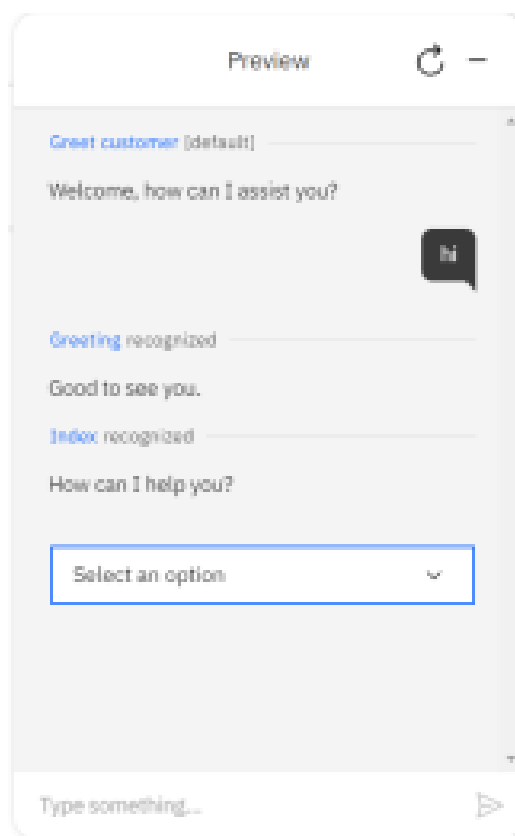 Preview
Greet customer [default]
Welcome, how can I assist you?
hi
Greeting recognized
Good to see you.
Index recognized
How can I help you?
Select an option
Type something...